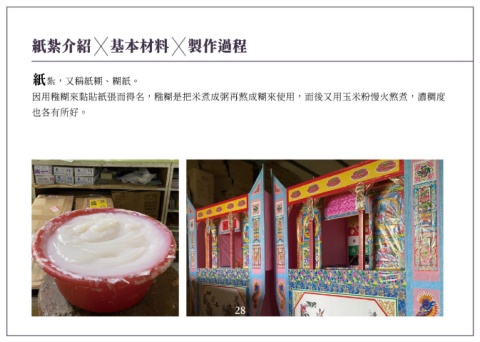 紙紮介紹╳基本材料╳製作過程
紙紮，又稱紙糊、糊紙。
因用糨糊來黏貼紙張而得名，糨糊是把米煮成粥再熬成糊來使用，而後又用玉米粉慢火熬煮，濃稠度
也各有所好。
28